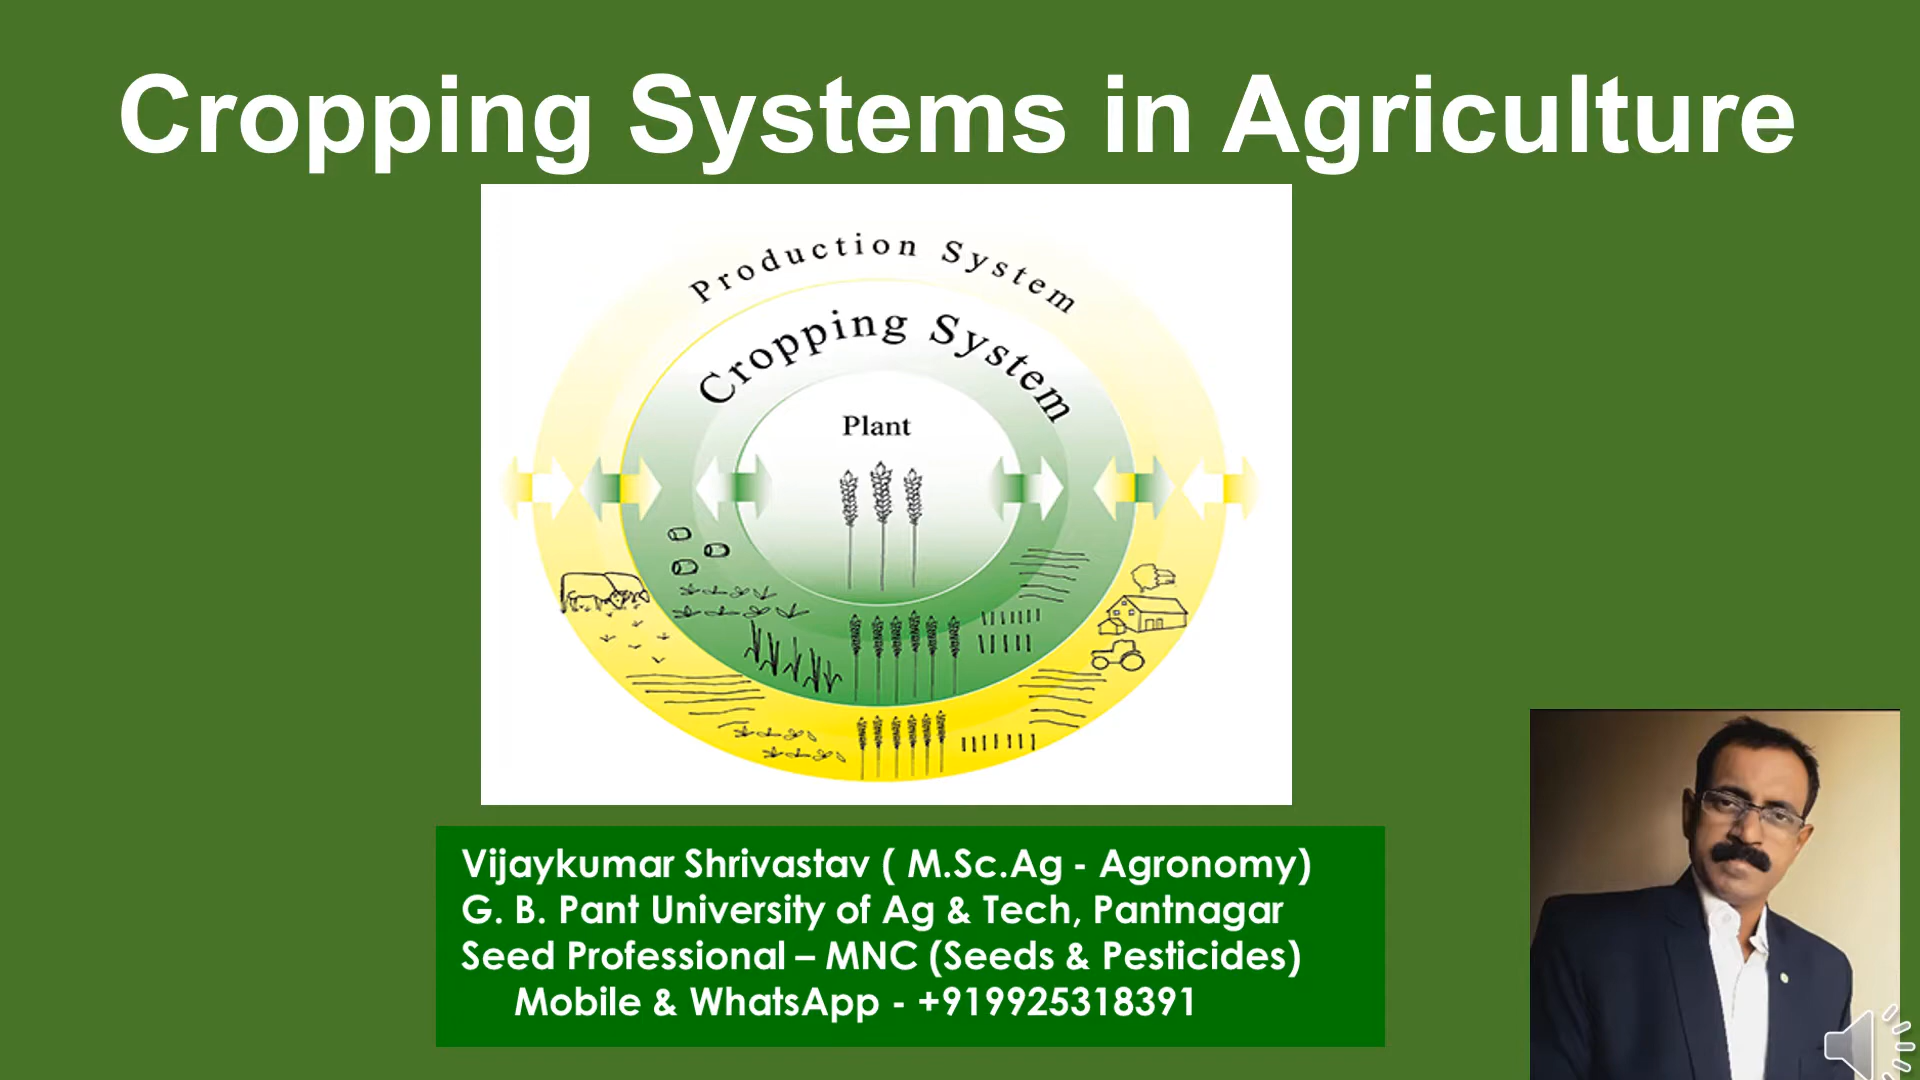 Cropping Systems in Agriculture
Production System
Cropping System
Plant
Vijaykumar Shrivastav ( M.Sc.Ag - Agronomy)
G. B. Pant University of Ag & Tech, Pantnagar
Seed Professional – MNC (Seeds & Pesticides)
Mobile & WhatsApp - +919925318391